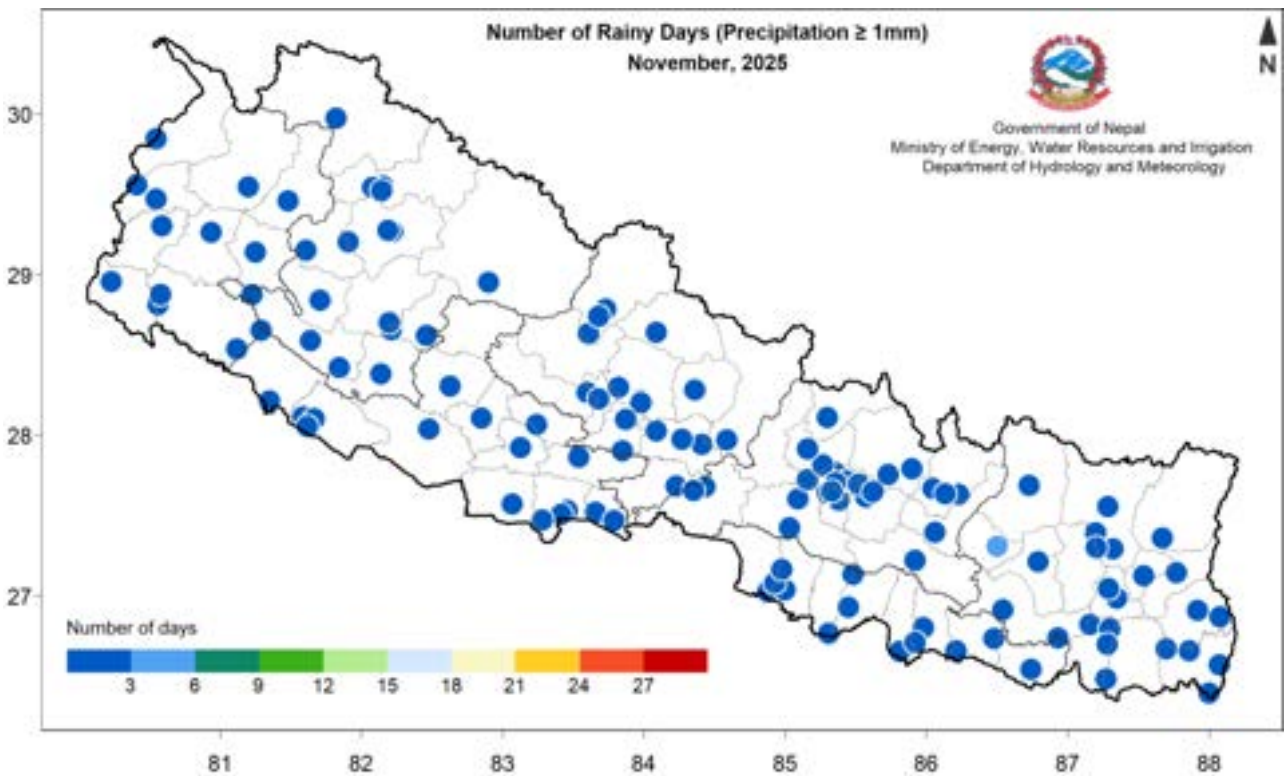 Number of Rainy Days (Precipitation ≥ 1mm)
November, 2025
N
Government of Nepal
Ministry of Energy, Water Resources and Irrigation
Department of Hydrology and Meteorology
30
29
28
27
Number of days
3 6 9 12 15 18 21 24 27
81 82 83 84 85 86 87 88